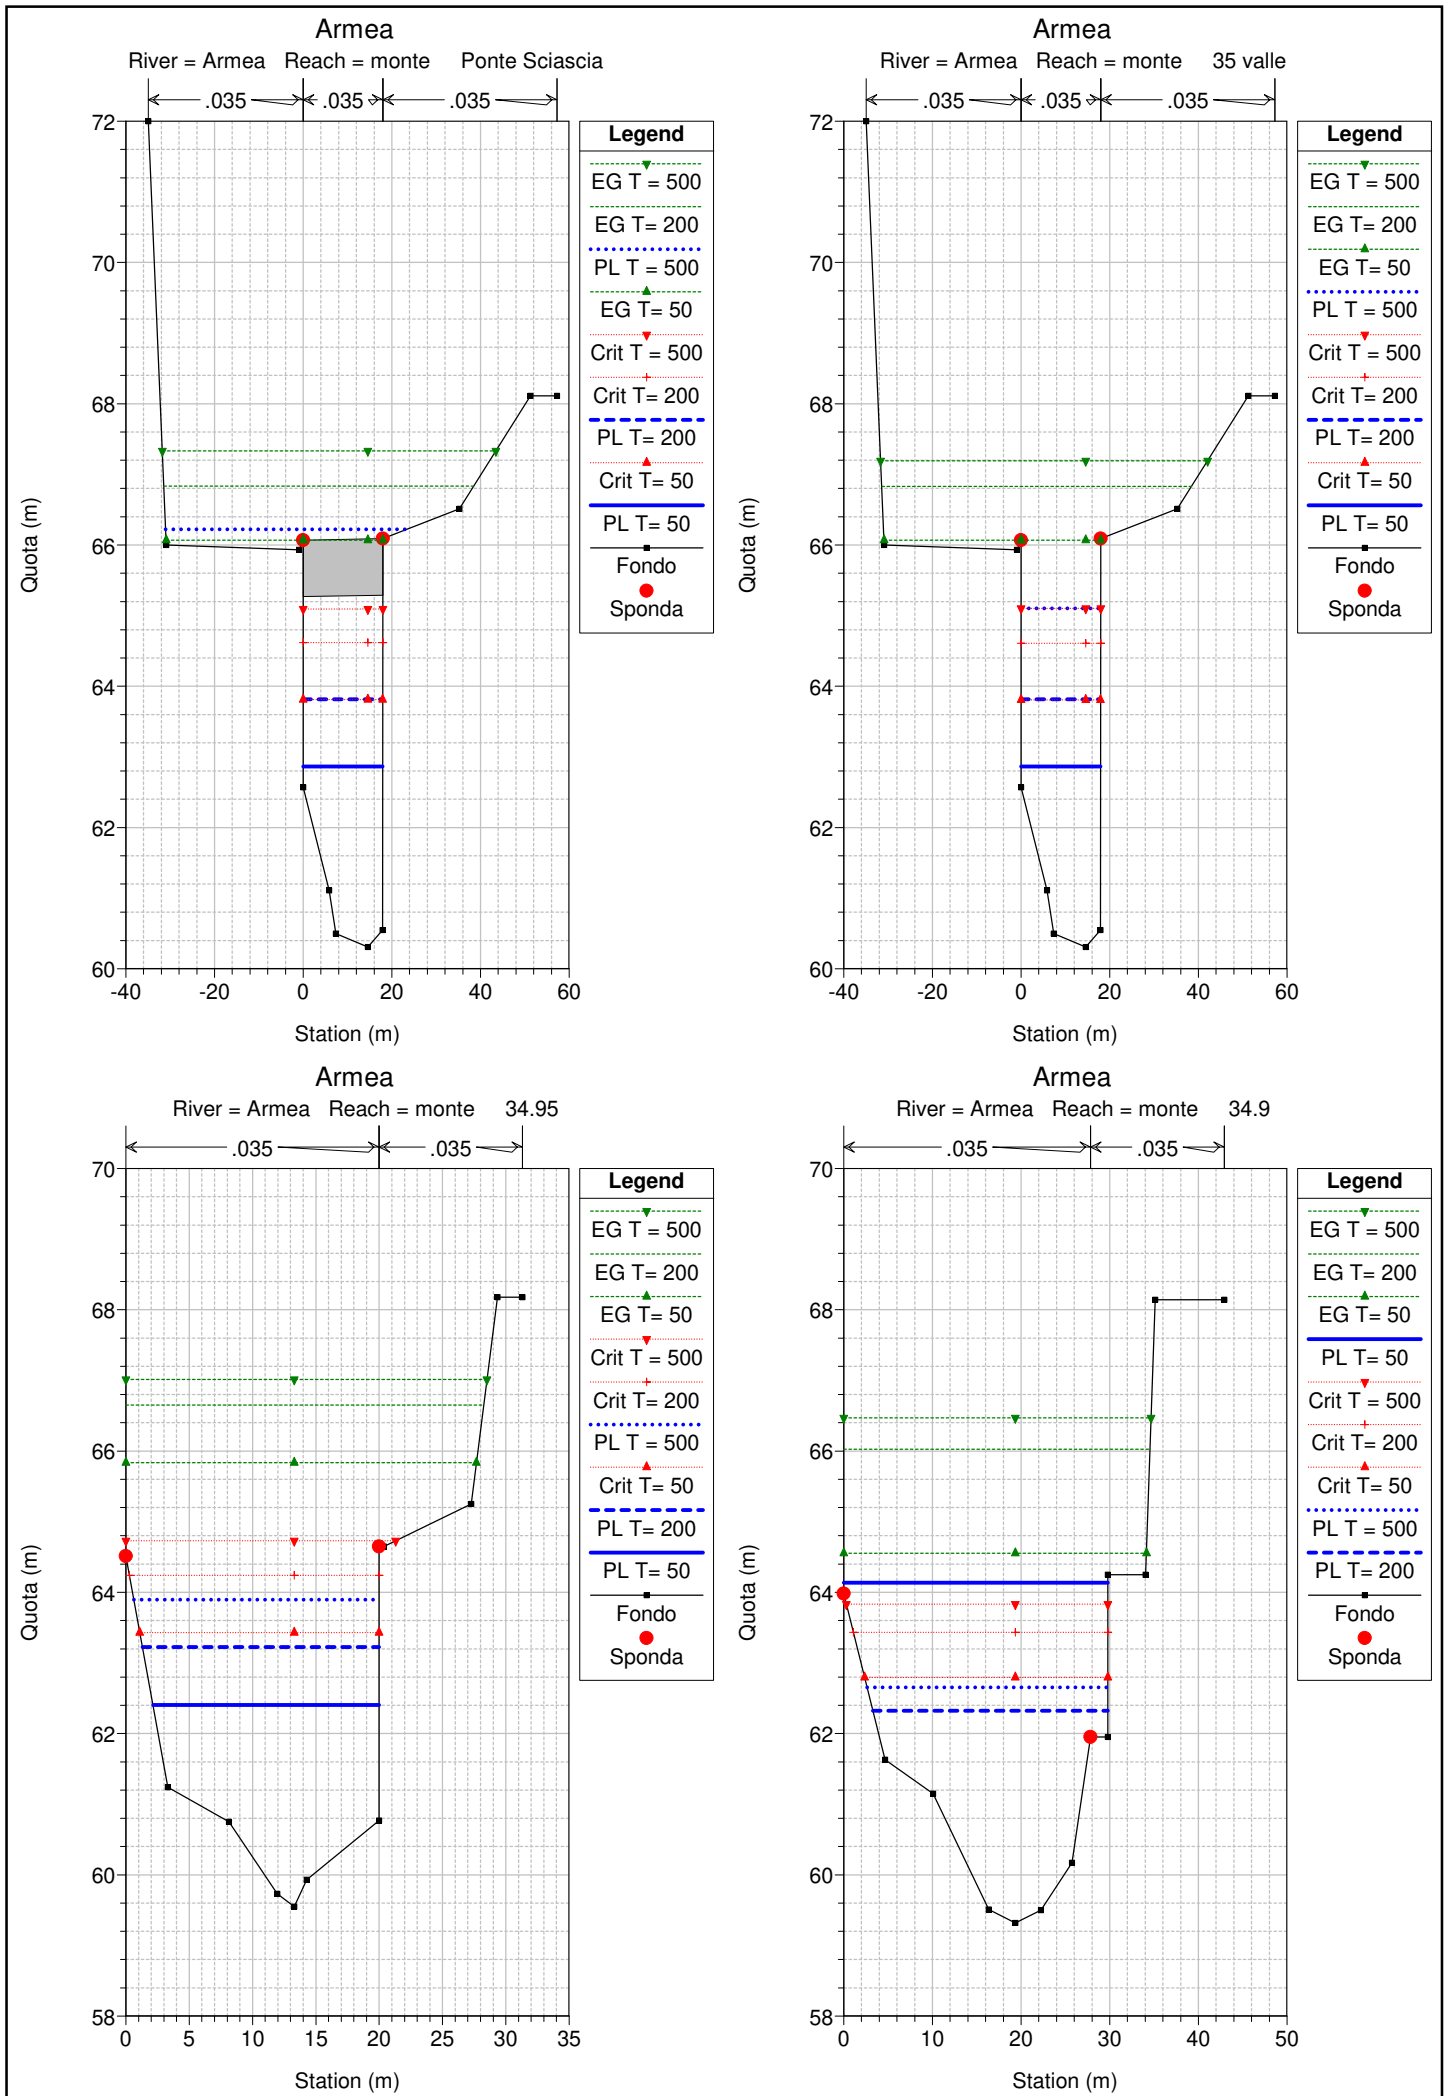 Armea
River = Armea Reach = monte Ponte Sciascia
.035 .035 .035
72
70
68
66
64
62
60
-40 -20 0 20 40 60
Quota (m)
Station (m)
Legend
EG T = 500
EG T= 200
PL T = 500
EG T= 50
Crit T = 500
Crit T= 200
PL T= 200
Crit T= 50
PL T= 50
Fondo
Sponda
Armea
River = Armea Reach = monte 35 valle
.035 .035 .035
72
70
68
66
64
62
60
-40 -20 0 20 40 60
Quota (m)
Station (m)
Legend
EG T = 500
EG T= 200
EG T= 50
PL T = 500
Crit T = 500
Crit T= 200
PL T= 200
Crit T= 50
PL T= 50
Fondo
Sponda
Armea
River = Armea Reach = monte 34.95
.035 .035
70
68
66
64
62
60
58
0 5 10 15 20 25 30 35
Quota (m)
Station (m)
Legend
EG T = 500
EG T= 200
EG T= 50
Crit T = 500
Crit T= 200
PL T = 500
Crit T= 50
PL T= 200
PL T= 50
Fondo
Sponda
Armea
River = Armea Reach = monte 34.9
.035 .035
70
68
66
64
62
60
58
0 10 20 30 40 50
Quota (m)
Station (m)
Legend
EG T = 500
EG T= 200
EG T= 50
PL T= 50
Crit T = 500
Crit T= 200
Crit T= 50
PL T = 500
PL T= 200
Fondo
Sponda